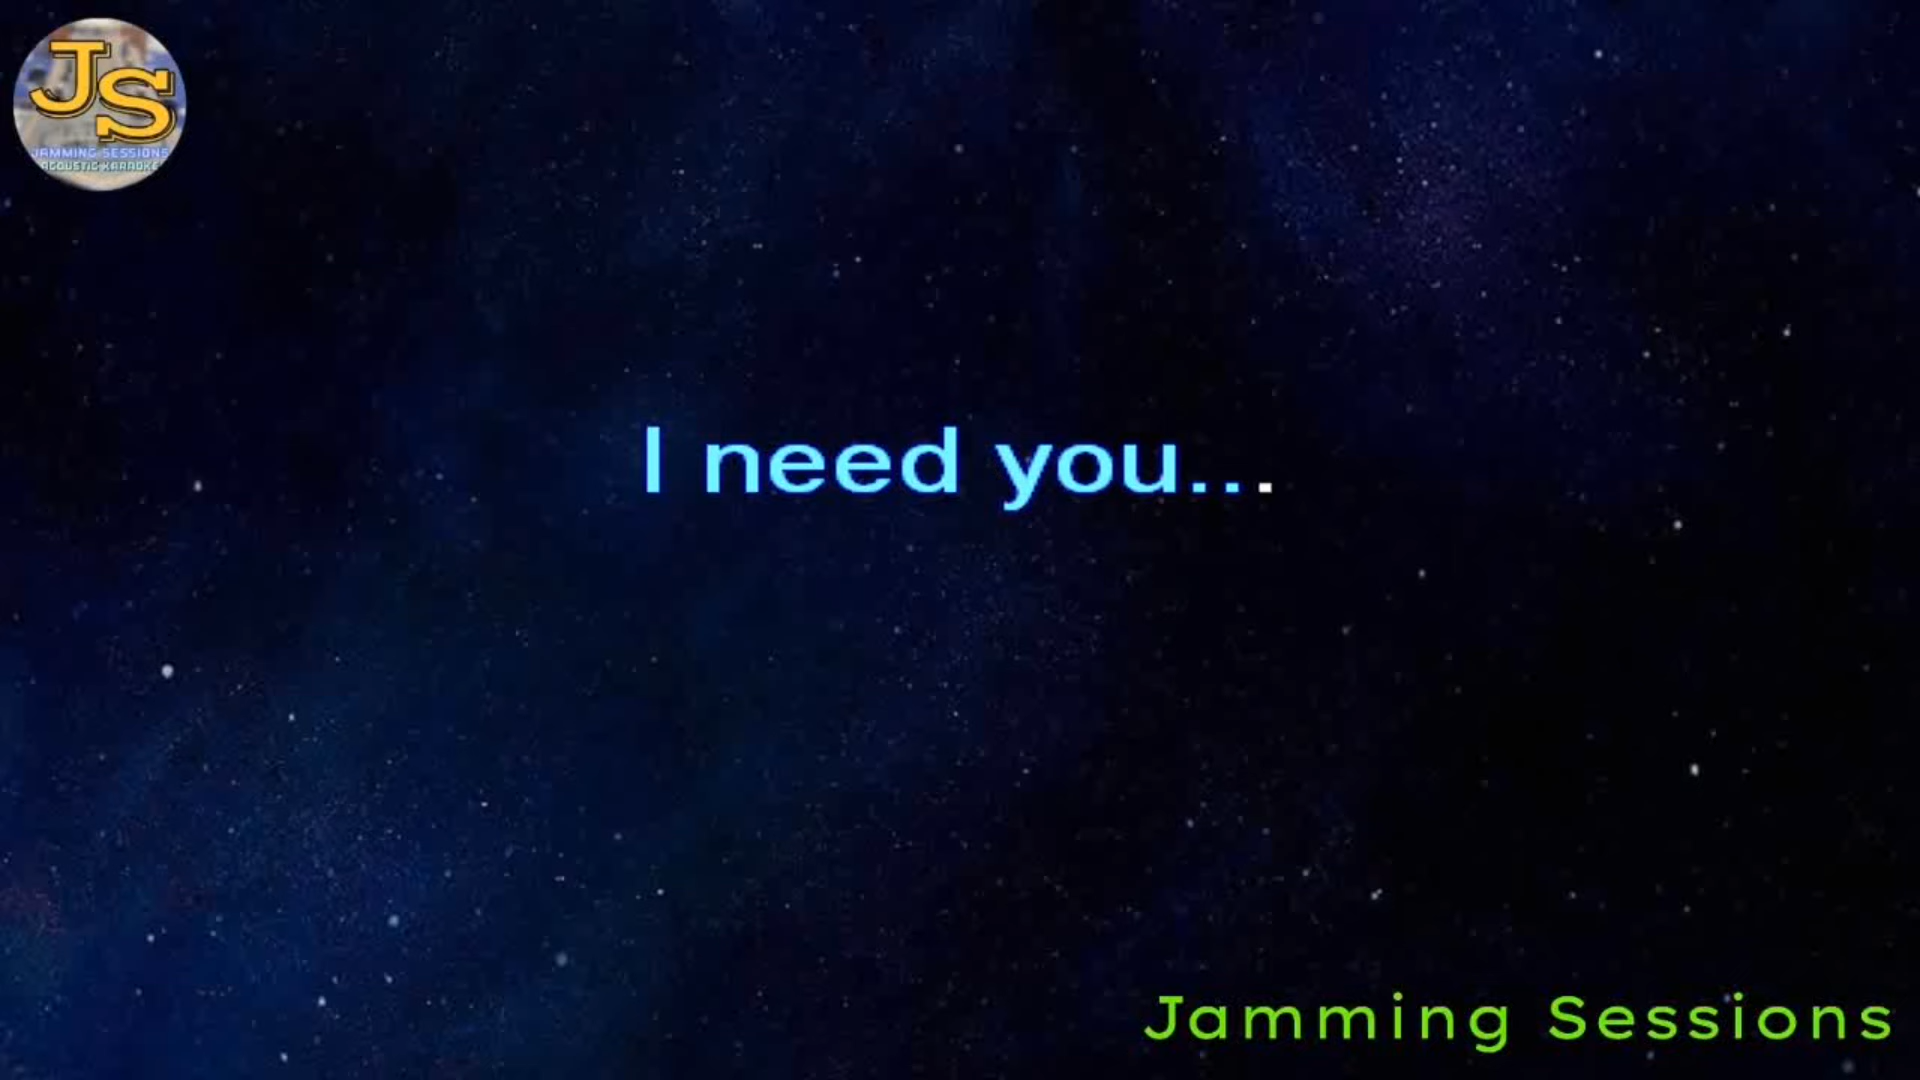 JS
JAMMING SESSIONS
ACOUSTIC KARAOKE
I need you...
Jamming Sessions